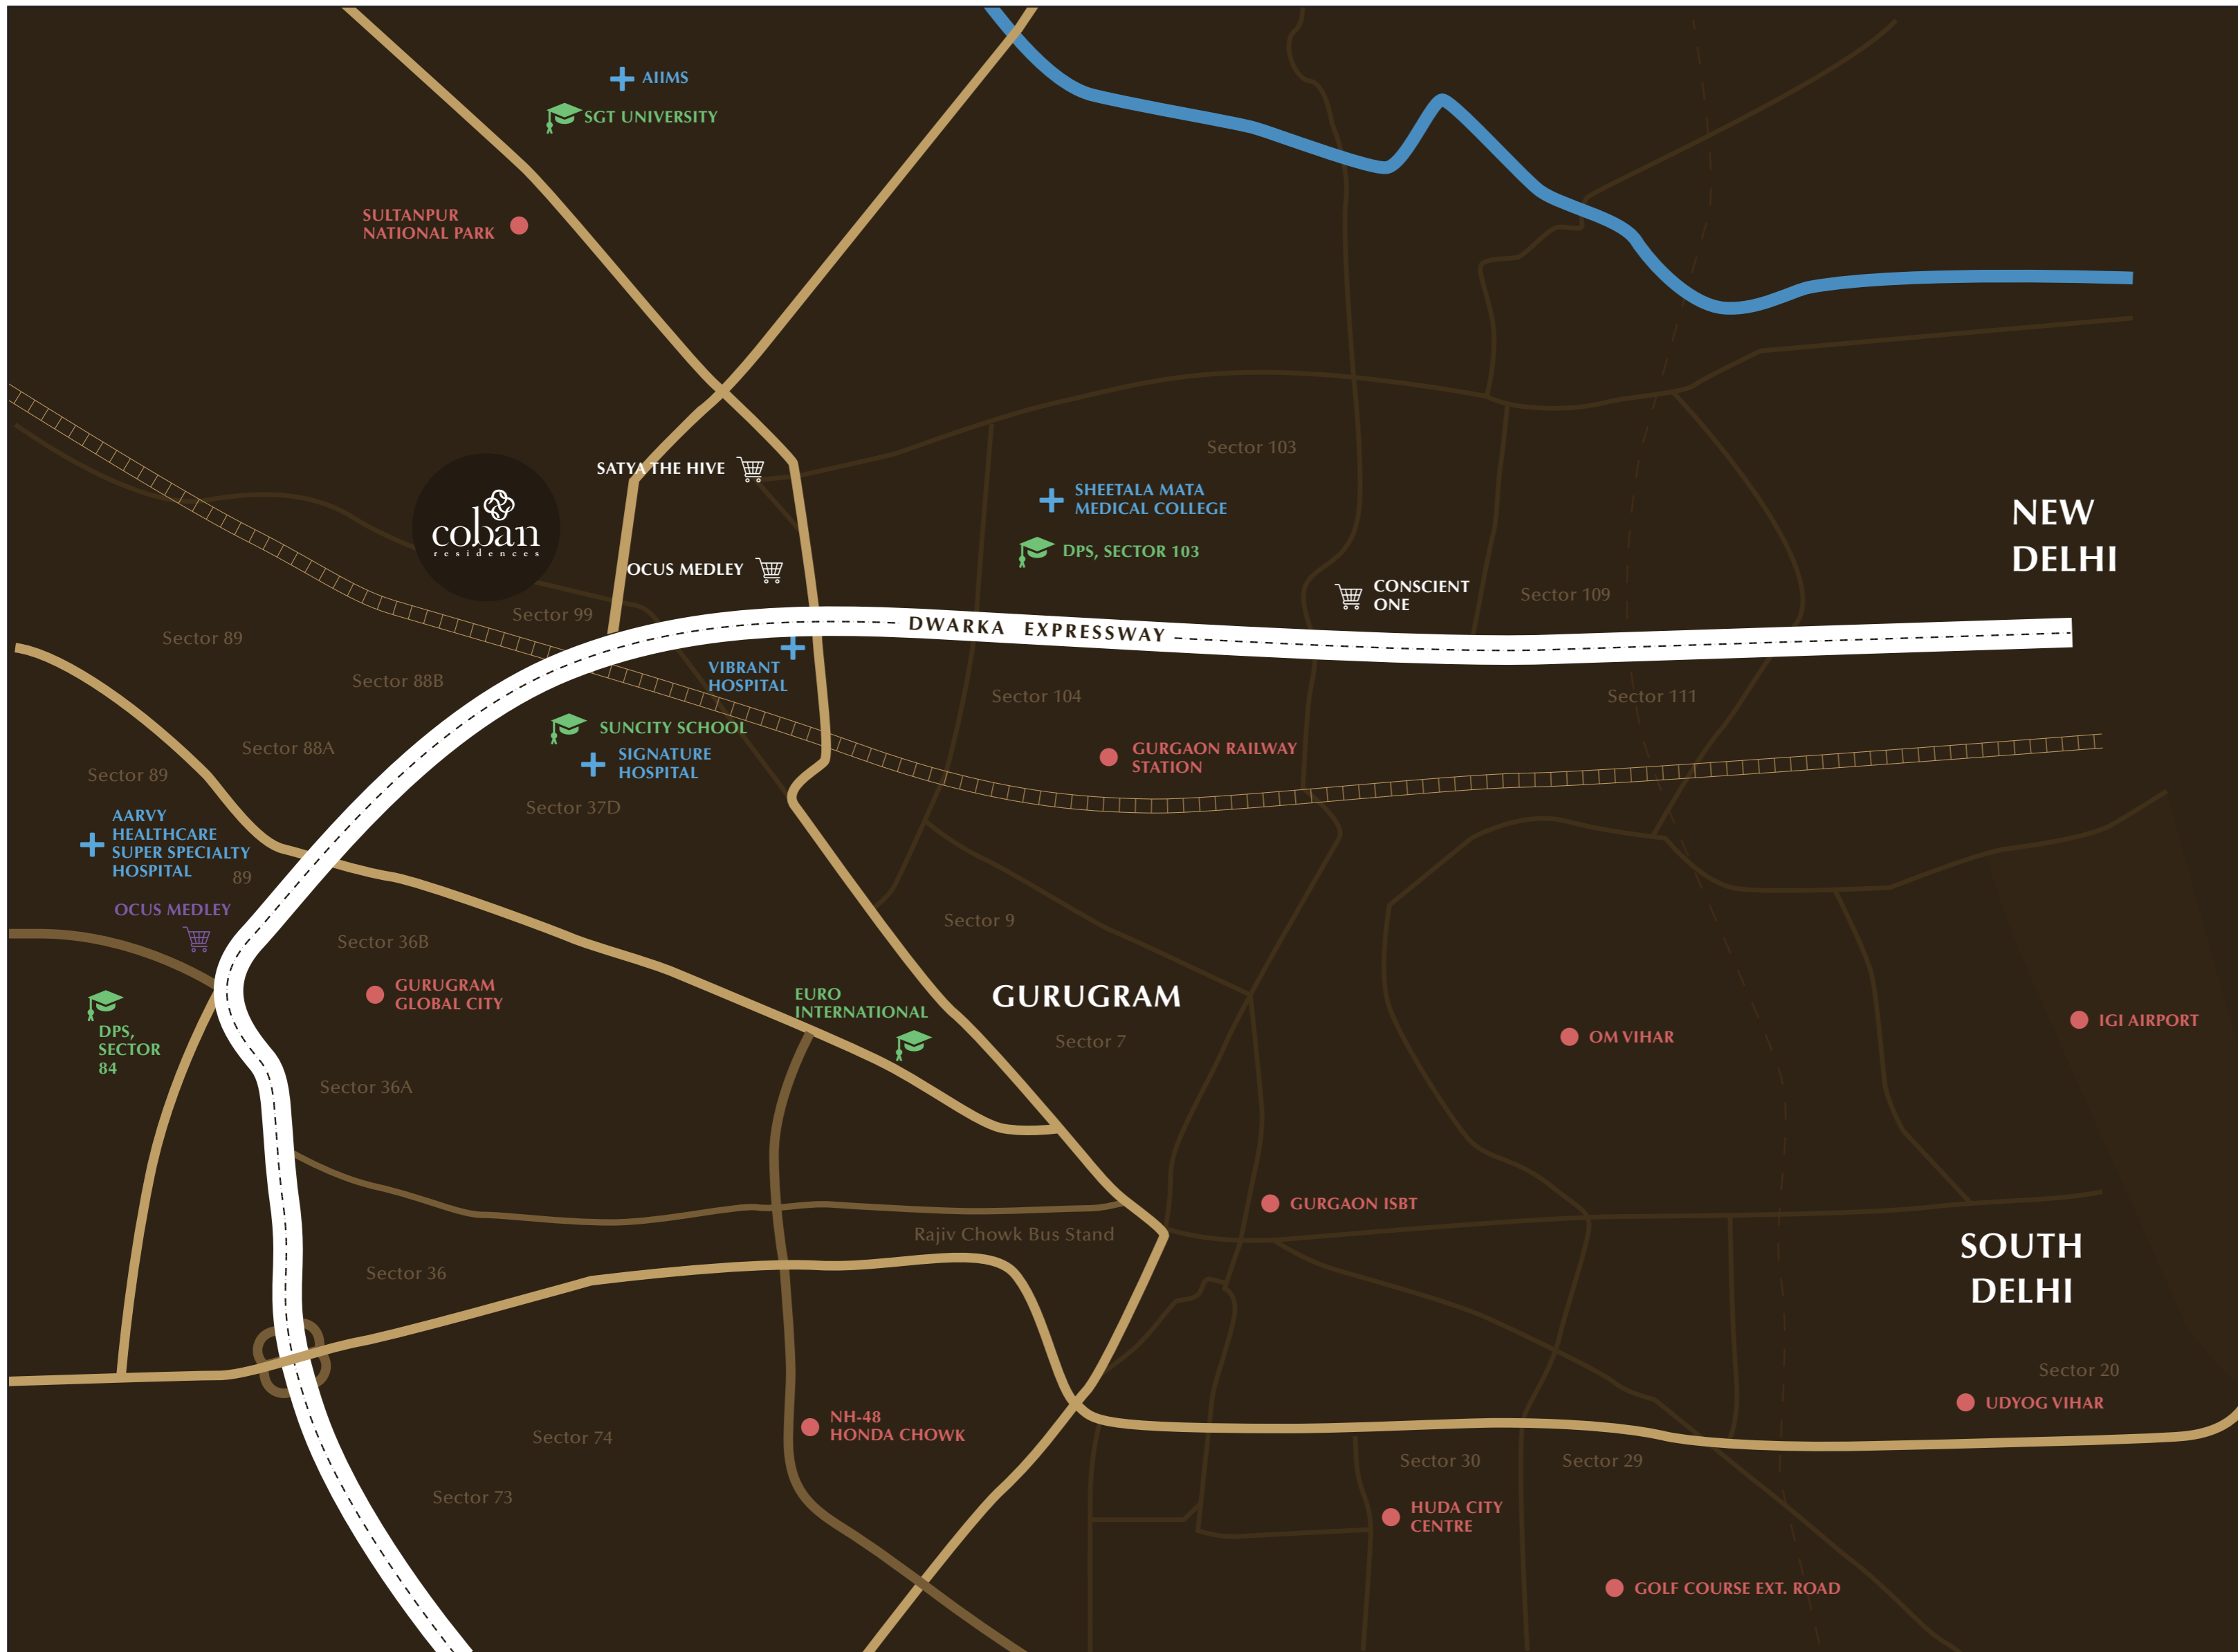 AIIMS
SGT UNIVERSITY
SULTANPUR
NATIONAL PARK
Sector 103
SATYA THE HIVE
SHEETALA MATA
MEDICAL COLLEGE
NEW
DELHI
coban
residences
DPS, SECTOR 103
OCUS MEDLEY
CONSCIENT
ONE
Sector 109
Sector 99
DWARKA EXPRESSWAY
Sector 89
VIBRANT
HOSPITAL
Sector 88B
Sector 104
Sector 111
SUNCITY SCHOOL
Sector 88A
SIGNATURE
HOSPITAL
GURGAON RAILWAY
STATION
Sector 89
Sector 37D
AARVY
HEALTHCARE
SUPER SPECIALTY
HOSPITAL
89
OCUS MEDLEY
Sector 9
Sector 36B
GURUGRAM
GLOBAL CITY
EURO
INTERNATIONAL
GURUGRAM
IGI AIRPORT
DPS,
SECTOR
84
Sector 7
OM VIHAR
Sector 36A
GURGAON ISBT
Rajiv Chowk Bus Stand
SOUTH
DELHI
Sector 36
Sector 20
UDYOG VIHAR
NH-48
HONDA CHOWK
Sector 74
Sector 30
Sector 29
Sector 73
HUDA CITY
CENTRE
GOLF COURSE EXT. ROAD